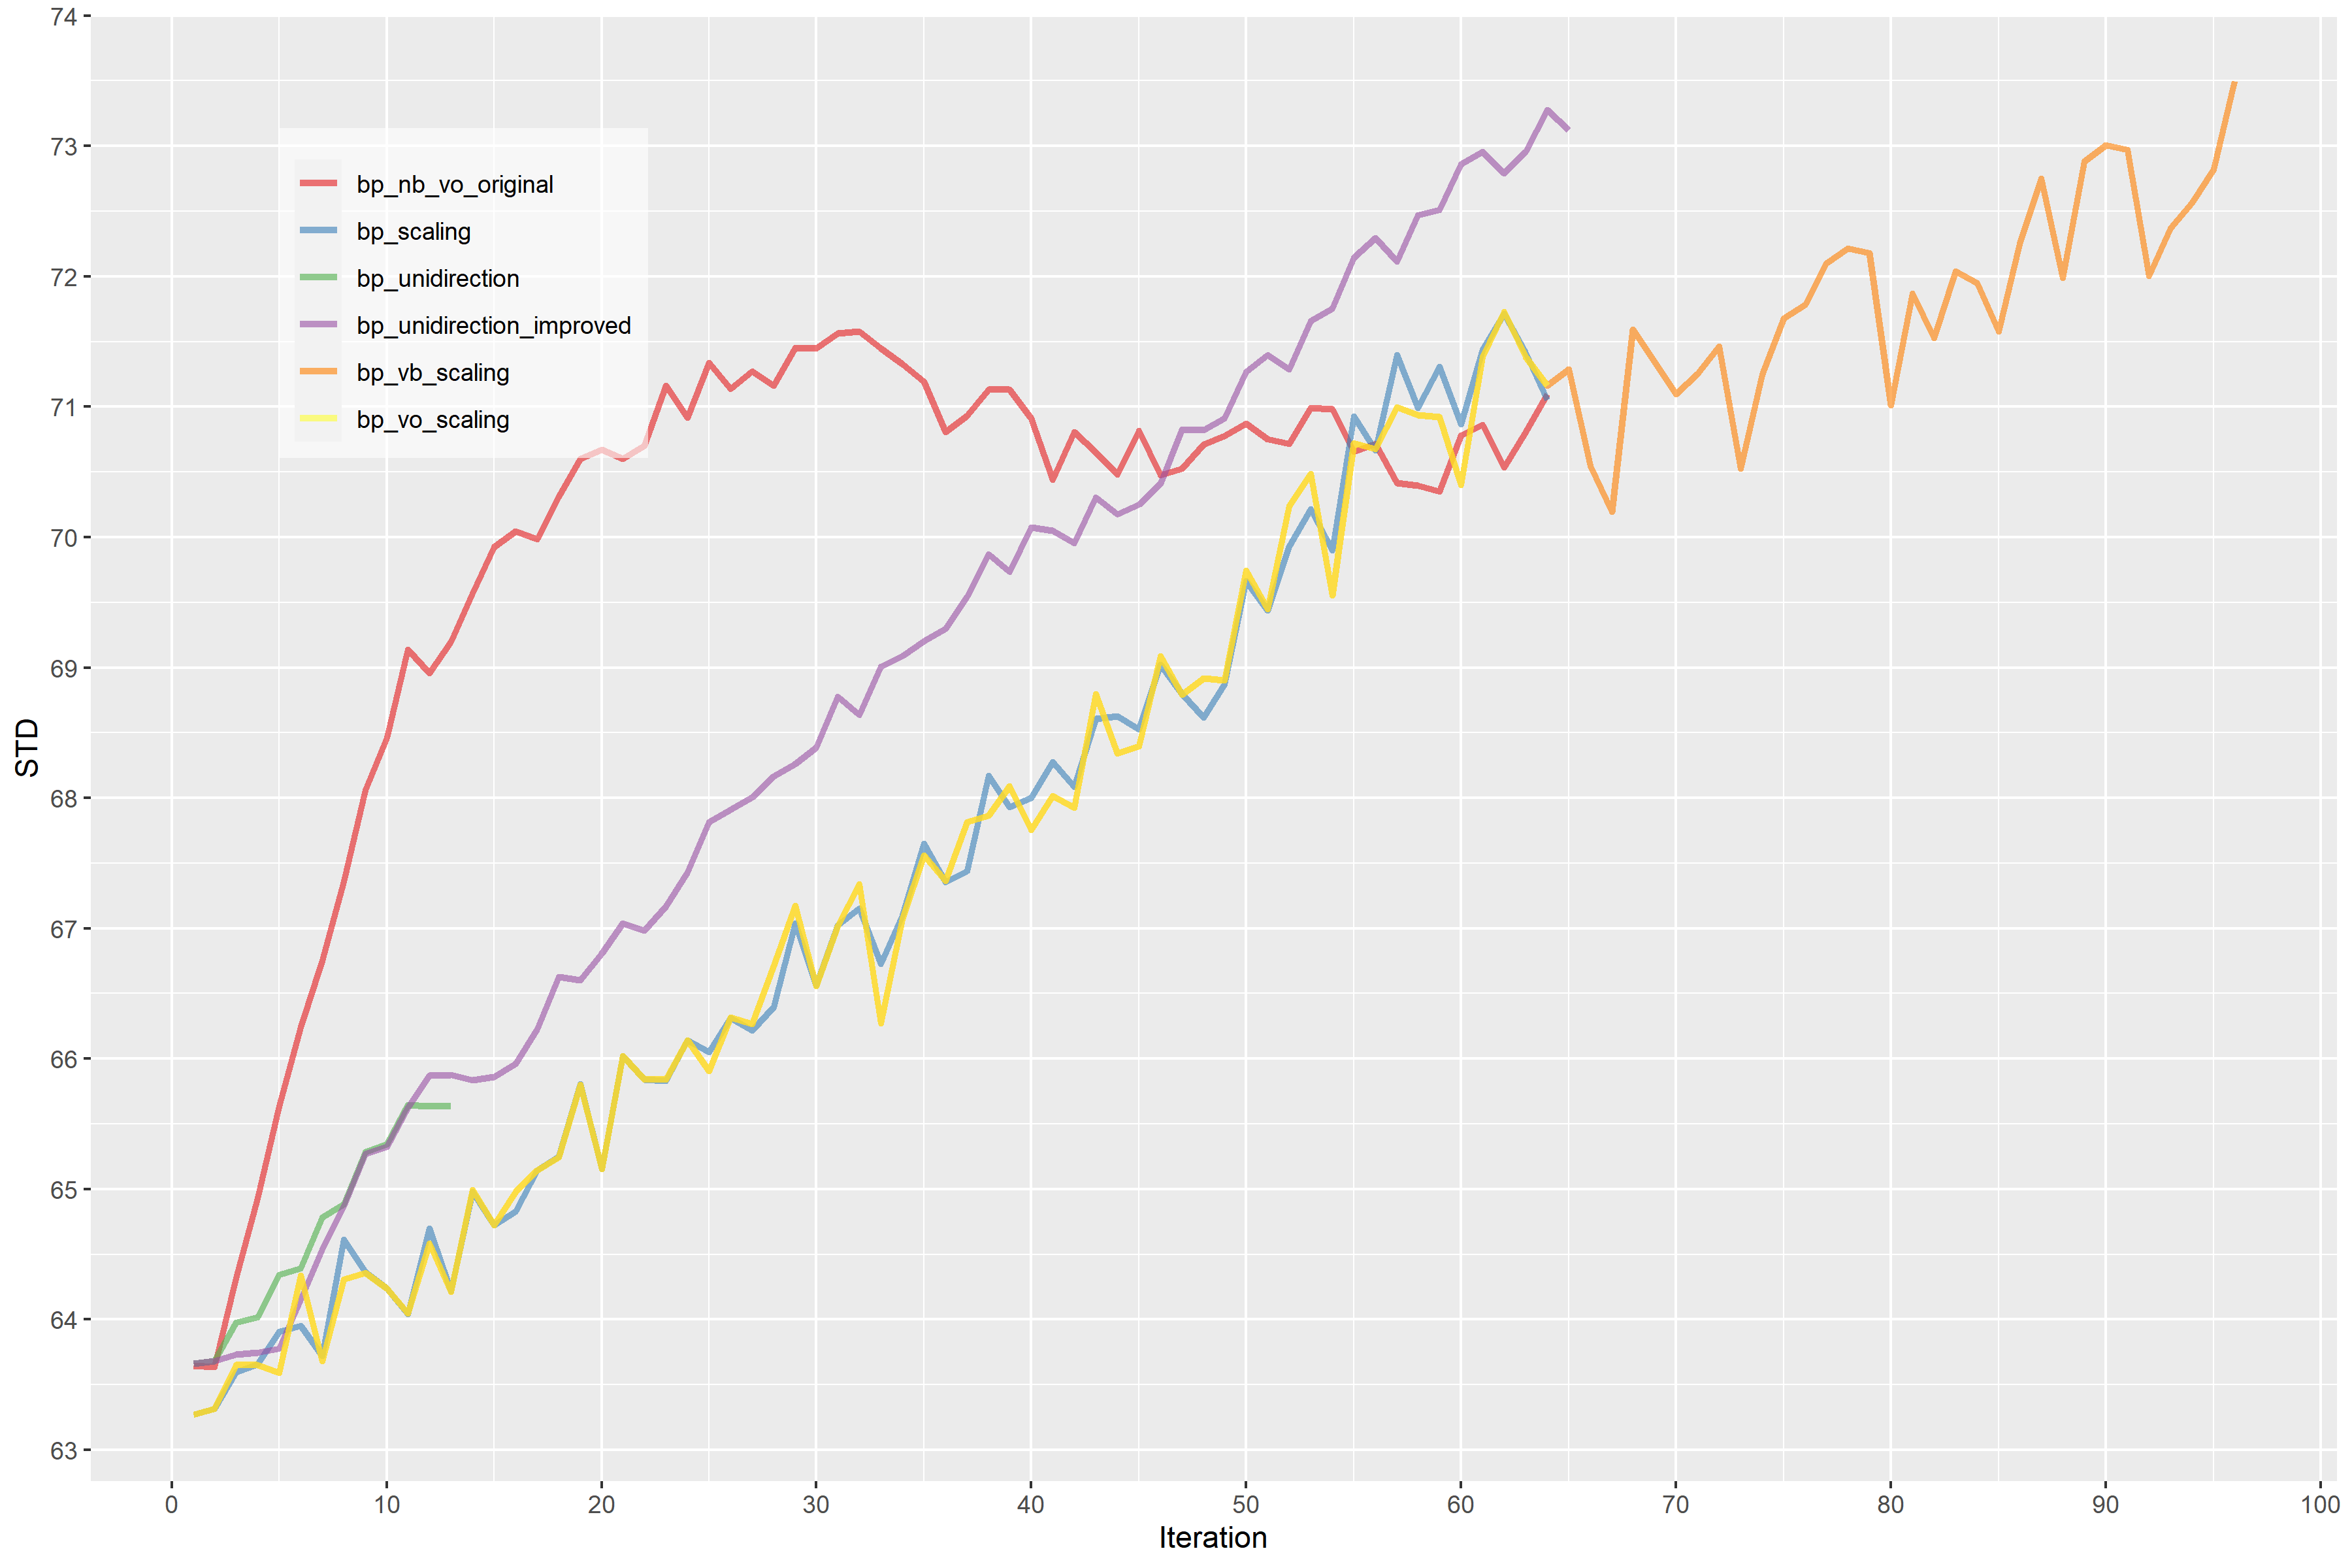 74
73
72
71
70
69
68
67
66
65
64
63
STD
bp_nb_vo_original
bp_scaling
bp_unidirection
bp_unidirection_improved
bp_vb_scaling
bp_vo_scaling
0 10 20 30 40 50 60 70 80 90 100
Iteration